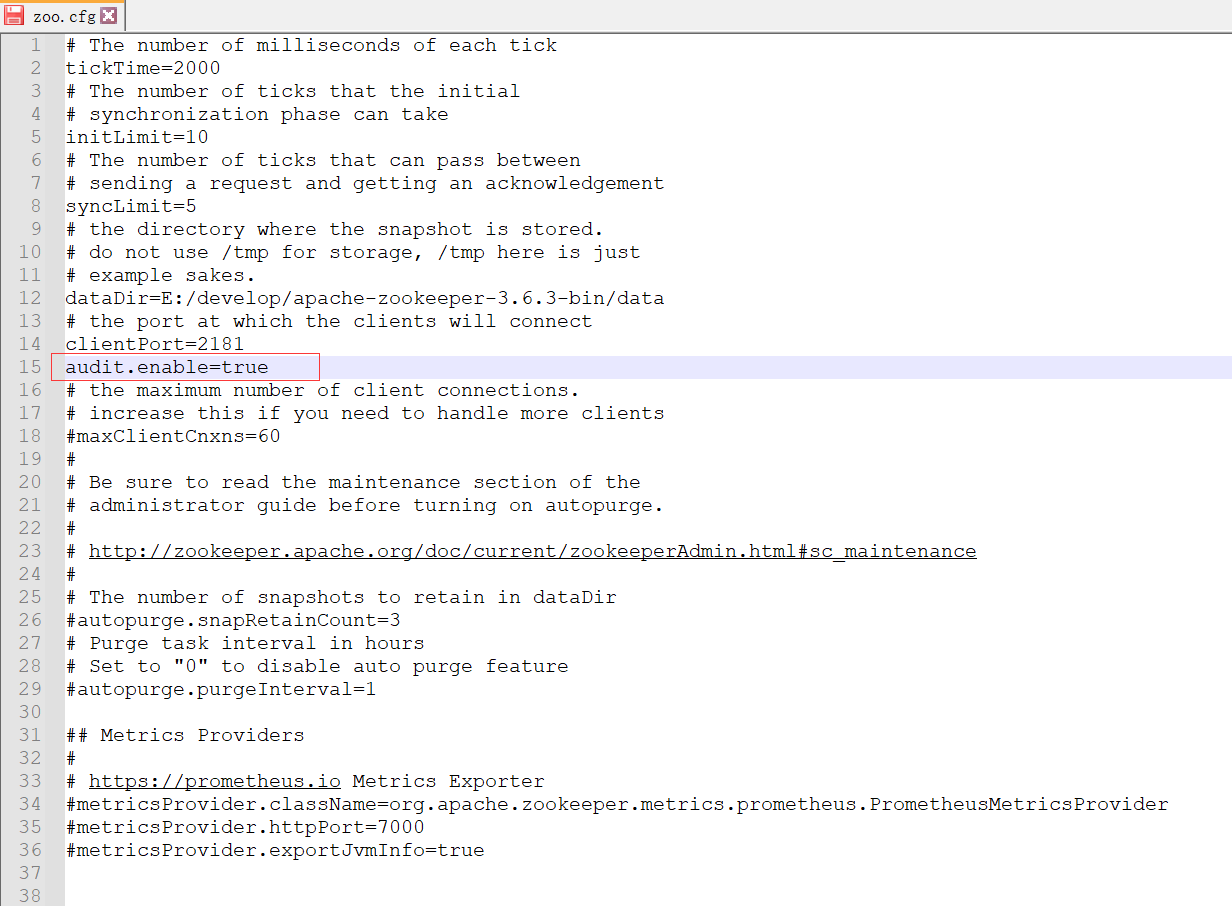 zoo.cfg
1 # The number of milliseconds of each tick
2 tickTime=2000
3 # The number of ticks that the initial
4 # synchronization phase can take
5 initLimit=10
6 # The number of ticks that can pass between
7 # sending a request and getting an acknowledgement
8 syncLimit=5
9 # the directory where the snapshot is stored.
10 # do not use /tmp for storage, /tmp here is just
11 # example sakes.
12 dataDir=E:/develop/apache-zookeeper-3.6.3-bin/data
13 # the port at which the clients will connect
14 clientPort=2181
15 audit.enable=true
16 # the maximum number of client connections.
17 # increase this if you need to handle more clients
18 #maxClientCnxns=60
19 #
20 # Be sure to read the maintenance section of the
21 # administrator guide before turning on autopurge.
22 #
23 # http://zookeeper.apache.org/doc/current/zookeeperAdmin.html#sc_maintenance
24 #
25 # The number of snapshots to retain in dataDir
26 #autopurge.snapRetainCount=3
27 # Purge task interval in hours
28 # Set to "0" to disable auto purge feature
29 #autopurge.purgeInterval=1
30
31 ## Metrics Providers
32 #
33 # https://prometheus.io Metrics Exporter
34 #metricsProvider.className=org.apache.zookeeper.metrics.prometheus.PrometheusMetricsProvider
35 #metricsProvider.httpPort=7000
36 #metricsProvider.exportJvmInfo=true
37
38